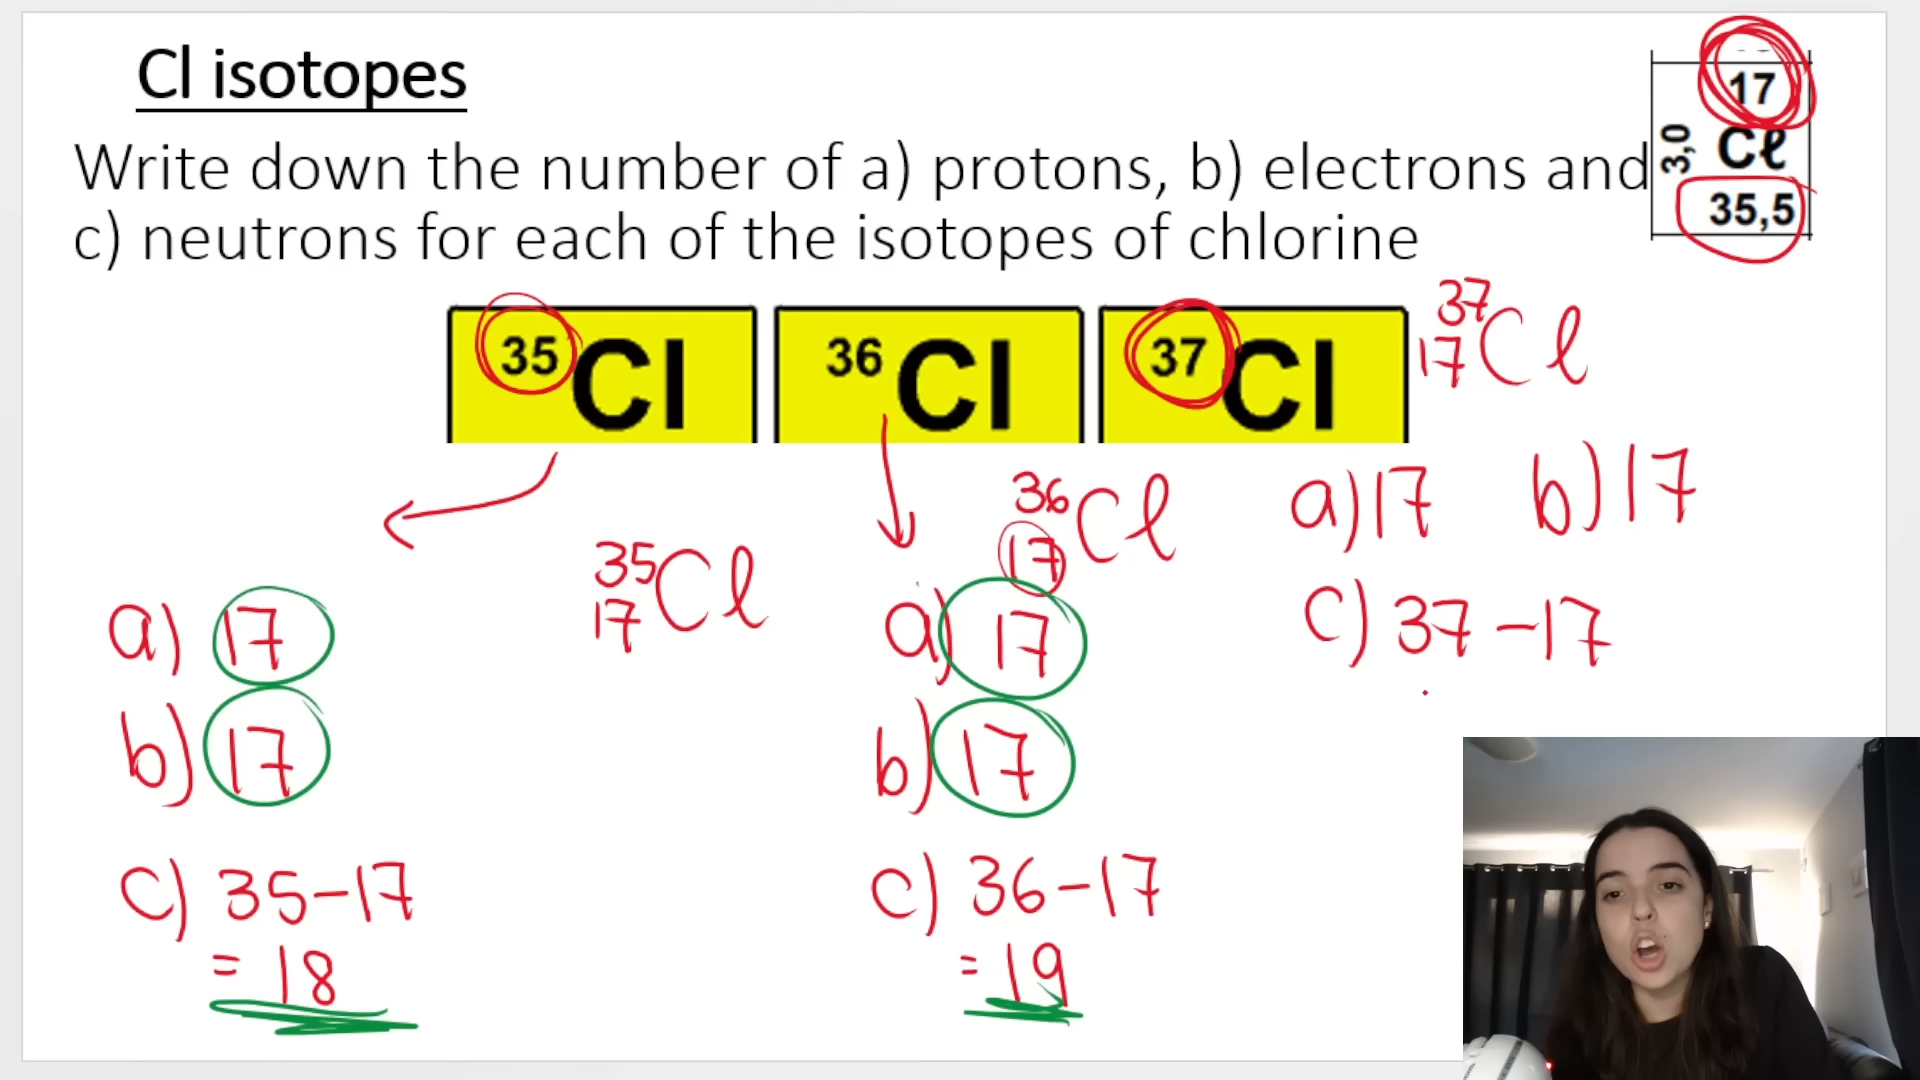 Cl isotopes
17
3,0
Cℓ
35,5
Write down the number of a) protons, b) electrons and
c) neutrons for each of the isotopes of chlorine
35 Cl
36 Cl
37 Cl
37
17 Cl
35
17 Cl
36
17 Cl
a) 17
b) 17
c) 35-17
= 18
a) 17
b) 17
c) 36-17
= 19
a) 17 b) 17
c) 37-17